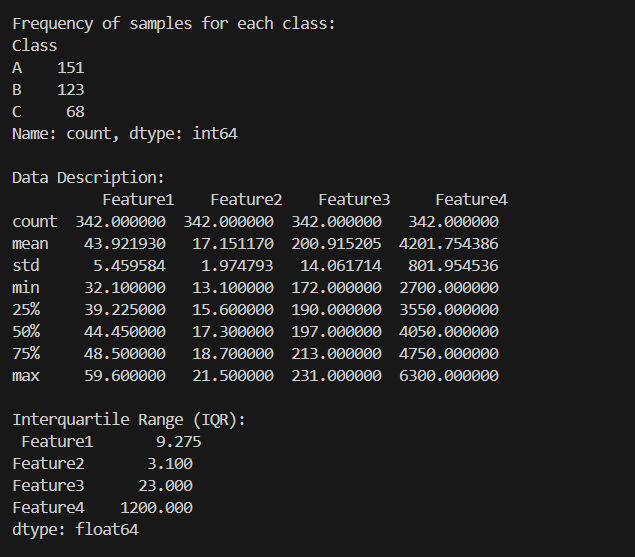 Frequency of samples for each class:
Class
A    151
B    123
C     68
Name: count, dtype: int64

Data Description:
         Feature1    Feature2    Feature3     Feature4
count  342.000000  342.000000  342.000000   342.000000
mean    43.921930   17.151170  200.915205  4201.754386
std      5.459584    1.974793   14.061714   801.954536
min     32.100000   13.100000  172.000000  2700.000000
25%     39.225000   15.600000  190.000000  3550.000000
50%     44.450000   17.300000  197.000000  4050.000000
75%     48.500000   18.700000  213.000000  4750.000000
max     59.600000   21.500000  231.000000  6300.000000

Interquartile Range (IQR):
 Feature1       9.275
Feature2       3.100
Feature3      23.000
Feature4    1200.000
dtype: float64